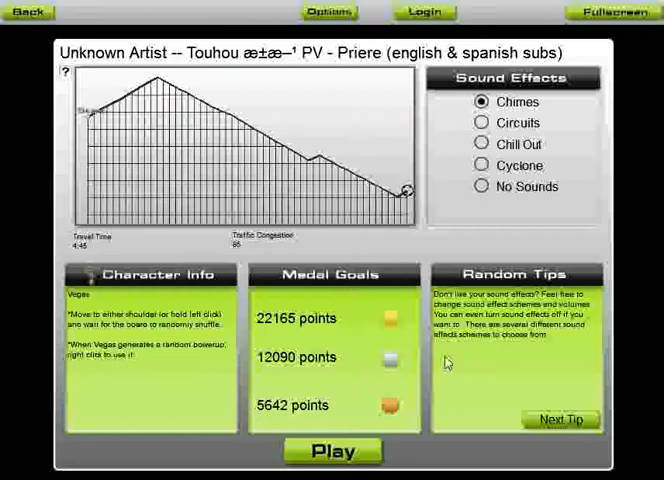 Back
Options
Login
Fullscreen
Unknown Artist -- Touhou æ±æ–¹ PV - Priere (english & spanish subs)
?
Travel Time
4:45
Traffic Congestion
85
Sound Effects
Chimes
Circuits
Chill Out
Cyclone
No Sounds
Character Info
Vegas
*Move to either shoulder (or hold left click)
and wait for the board to randomly shuffle.
*When Vegas generates a random powerup,
right click to use it.
Medal Goals
22165 points
12090 points
5642 points
Random Tips
Don't like your sound effects? Feel free to
change sound effect schemes and volumes.
You can even turn sound effects off if you
want to. There are several different sound
effects schemes to choose from.
Next Tip
Play